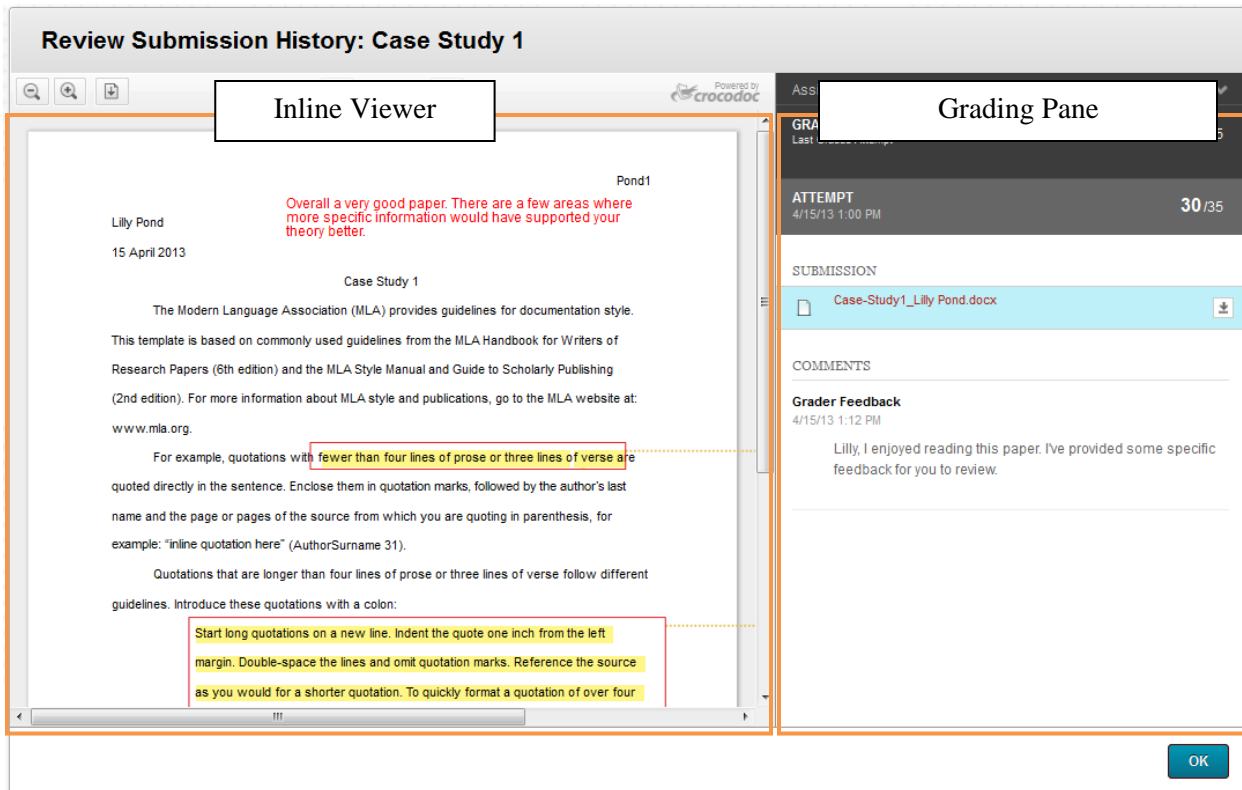 Review Submission History: Case Study 1
Powered by
crocodoc
Inline Viewer
Grading Pane
Pond1
Overall a very good paper. There are a few areas where
more specific information would have supported your
theory better.
Lilly Pond
15 April 2013
Case Study 1
The Modern Language Association (MLA) provides guidelines for documentation style.
This template is based on commonly used guidelines from the MLA Handbook for Writers of
Research Papers (6th edition) and the MLA Style Manual and Guide to Scholarly Publishing
(2nd edition). For more information about MLA style and publications, go to the MLA website at:
www.mla.org.
For example, quotations with fewer than four lines of prose or three lines of verse are
quoted directly in the sentence. Enclose them in quotation marks, followed by the author's last
name and the page or pages of the source from which you are quoting in parenthesis, for
example: “inline quotation here” (AuthorSurname 31).
Quotations that are longer than four lines of prose or three lines of verse follow different
guidelines. Introduce these quotations with a colon:
Start long quotations on a new line. Indent the quote one inch from the left
margin. Double-space the lines and omit quotation marks. Reference the source
as you would for a shorter quotation. To quickly format a quotation of over four
ATTEMPT
4/15/13 1:00 PM
30/35
SUBMISSION
Case-Study1_Lilly Pond.docx
COMMENTS
Grader Feedback
4/15/13 1:12 PM
Lilly, I enjoyed reading this paper. I've provided some specific
feedback for you to review.
OK